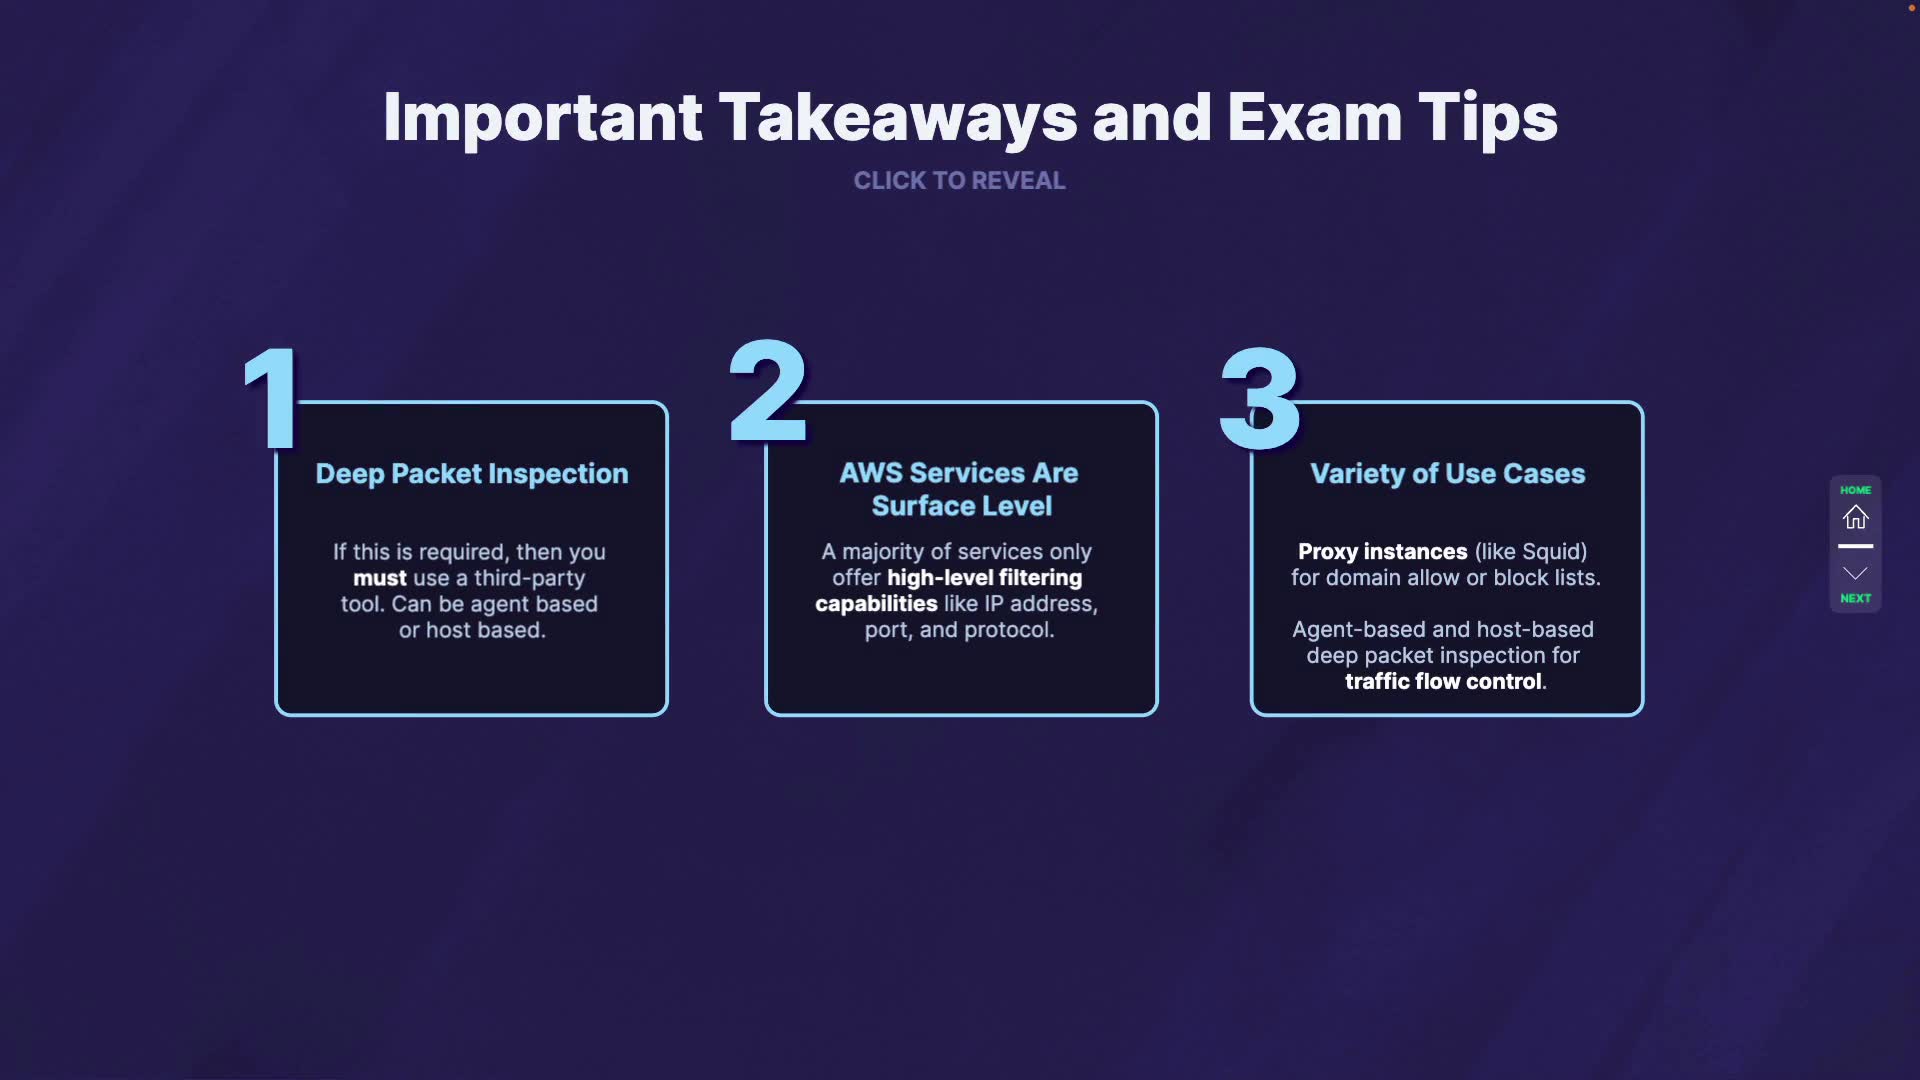 Important Takeaways and Exam Tips
CLICK TO REVEAL
1
Deep Packet Inspection
If this is required, then you
must use a third-party
tool. Can be agent based
or host based.
2
AWS Services Are
Surface Level
A majority of services only
offer high-level filtering
capabilities like IP address,
port, and protocol.
3
Variety of Use Cases
Proxy instances (like Squid)
for domain allow or block lists.
Agent-based and host-based
deep packet inspection for
traffic flow control.
HOME
NEXT